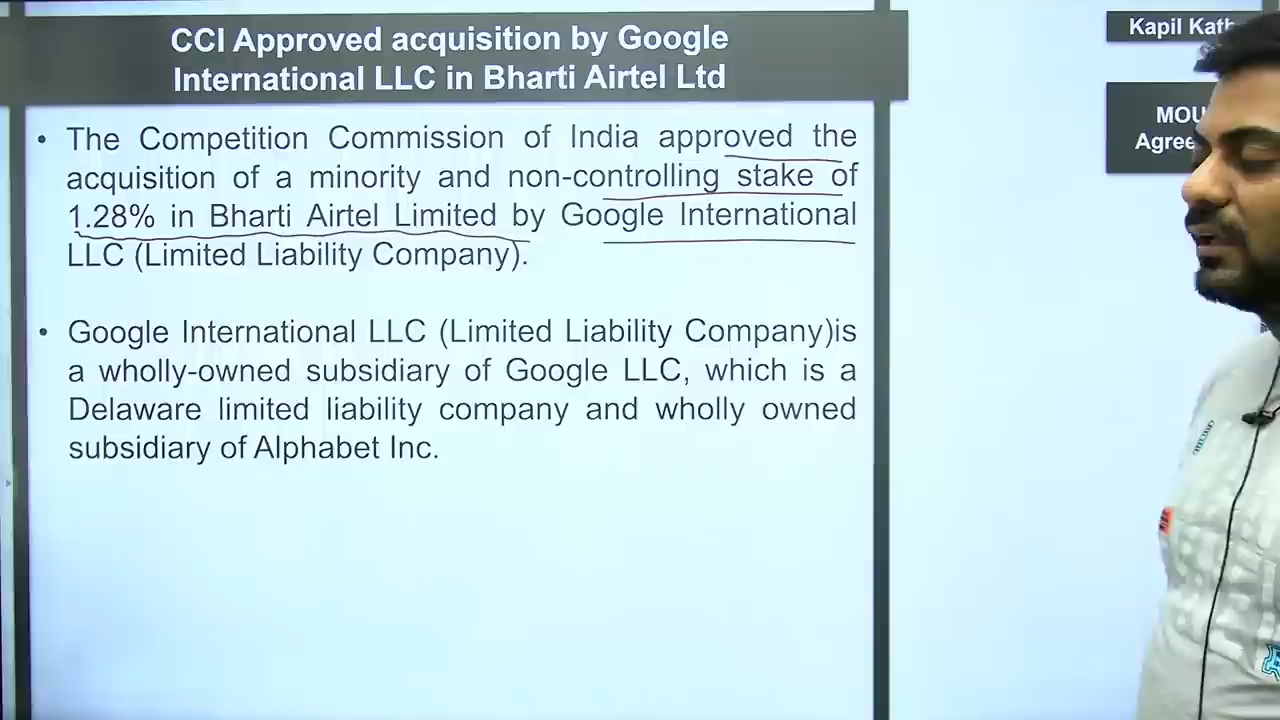 CCI Approved acquisition by Google
International LLC in Bharti Airtel Ltd
Kapil
MOU
• The Competition Commission of India approved the
acquisition of a minority and non-controlling stake of
1.28% in Bharti Airtel Limited by Google International
LLC (Limited Liability Company).
• Google International LLC (Limited Liability Company)is
a wholly-owned subsidiary of Google LLC, which is a
Delaware limited liability company and wholly owned
subsidiary of Alphabet Inc.